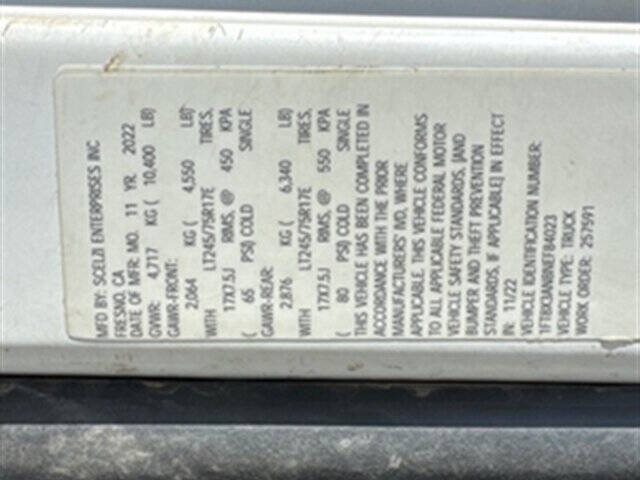 MFD BY: SCELZI ENTERPRISES INC
FRESNO, CA
DATE OF MFD: MO. 11 YR. 2022
GVWR: 4,717 KG ( 10,400 LB)
GAWR-FRONT:
2,064 KG ( 4,550 LB)
WITH LT245/75R17E TIRES,
17X7.5J RIMS, @ 450 KPA
( 65 PSI) COLD SINGLE
GAWR-REAR:
2,876 KG ( 6,340 LB)
WITH LT245/75R17E TIRES,
17X7.5J RIMS, @ 550 KPA
( 80 PSI) COLD SINGLE
THIS VEHICLE HAS BEEN COMPLETED IN
ACCORDANCE WITH THE PRIOR
MANUFACTURERS' IVD, WHERE
APPLICABLE. THIS VEHICLE CONFORMS
TO ALL APPLICABLE FEDERAL MOTOR
VEHICLE SAFETY STANDARDS, [AND
BUMPER AND THEFT PREVENTION
STANDARDS, IF APPLICABLE] IN EFFECT
IN: 11/22
VEHICLE IDENTIFICATION NUMBER:
VEHICLE TYPE: TRUCK
WORK ORDER: 257591